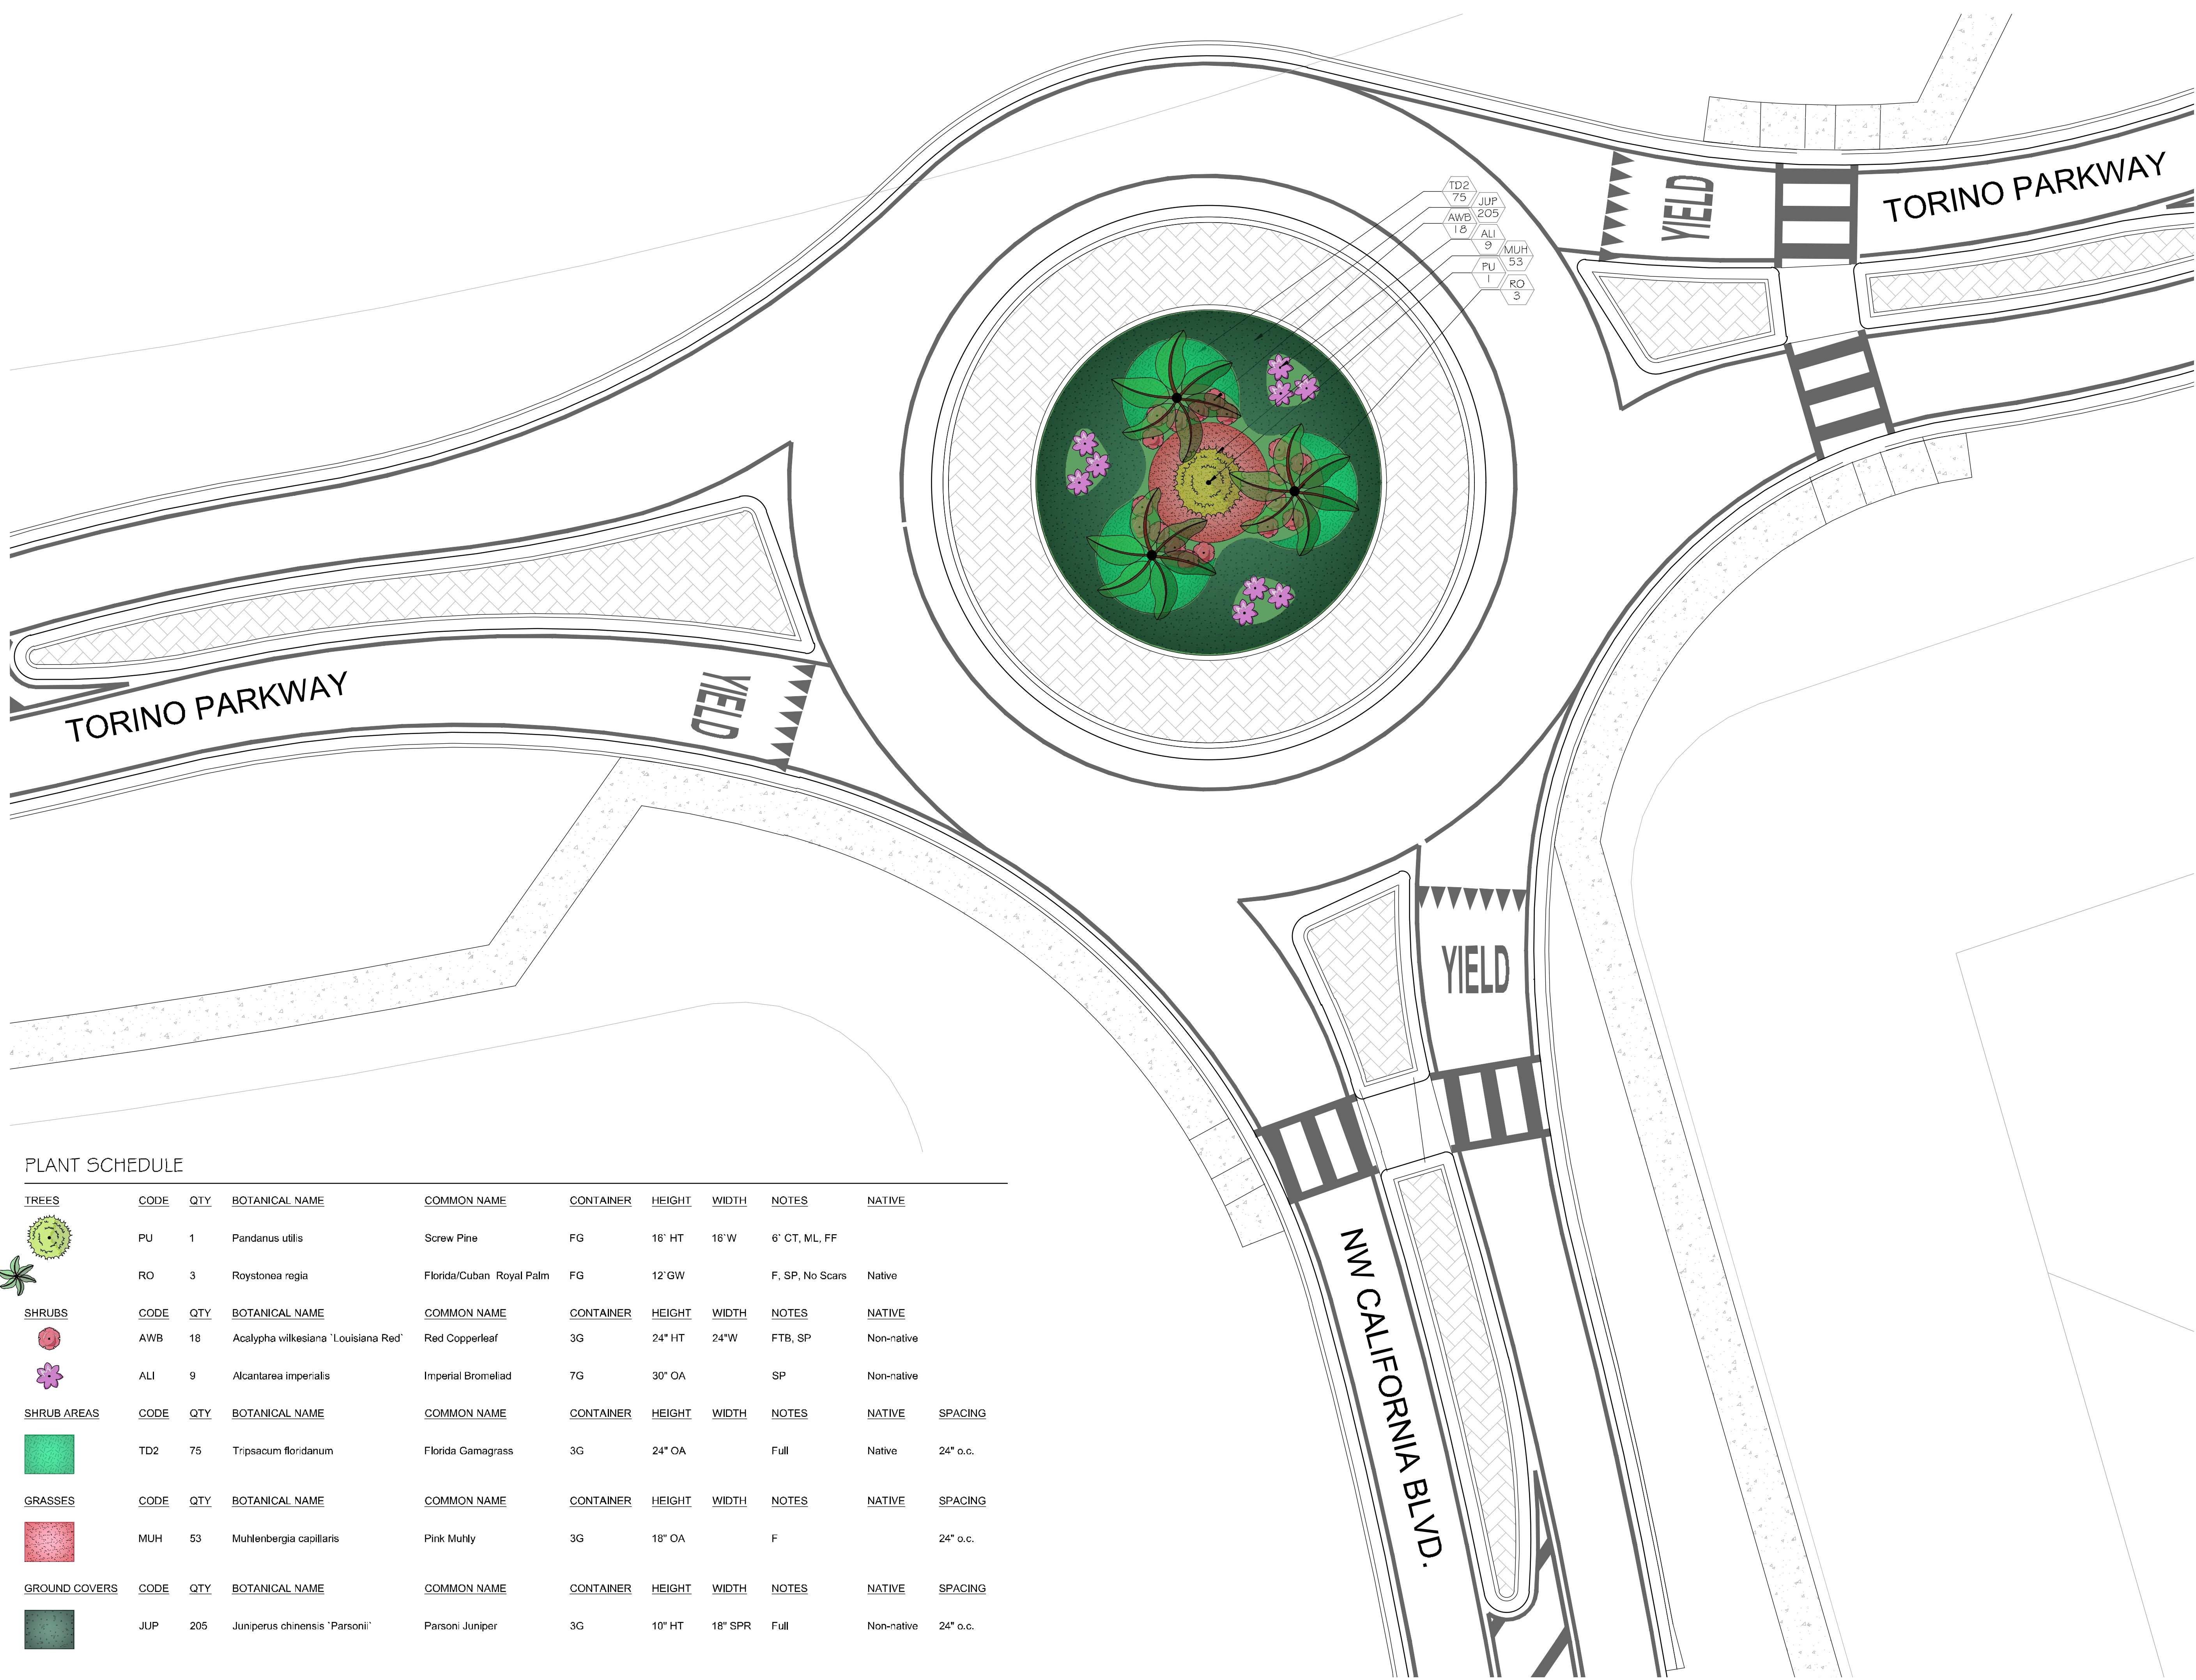 TD2
75
JUP
205
AWB
18
ALI
9
MUH
53
PU
1
RO
3
YIELD
TORINO PARKWAY
TORINO PARKWAY
YIELD
YIELD
NW CALIFORNIA BLVD.
PLANT SCHEDULE
TREES CODE QTY BOTANICAL NAME COMMON NAME CONTAINER HEIGHT WIDTH NOTES NATIVE
PU 1 Pandanus utilis Screw Pine FG 16` HT 16`W 6` CT, ML, FF
RO 3 Roystonea regia Florida/Cuban Royal Palm FG 12`GW F, SP, No Scars Native
SHRUBS CODE QTY BOTANICAL NAME COMMON NAME CONTAINER HEIGHT WIDTH NOTES NATIVE
AWB 18 Acalypha wilkesiana `Louisiana Red` Red Copperleaf 3G 24" HT 24"W FTB, SP Non-native
ALI 9 Alcantarea imperialis Imperial Bromeliad 7G 30" OA SP Non-native
SHRUB AREAS CODE QTY BOTANICAL NAME COMMON NAME CONTAINER HEIGHT WIDTH NOTES NATIVE SPACING
TD2 75 Tripsacum floridanum Florida Gamagrass 3G 24" OA Full Native 24" o.c.
GRASSES CODE QTY BOTANICAL NAME COMMON NAME CONTAINER HEIGHT WIDTH NOTES NATIVE SPACING
MUH 53 Muhlenbergia capillaris Pink Muhly 3G 18" OA F 24" o.c.
GROUND COVERS CODE QTY BOTANICAL NAME COMMON NAME CONTAINER HEIGHT WIDTH NOTES NATIVE SPACING
JUP 205 Juniperus chinensis `Parsonii` Parsoni Juniper 3G 10" HT 18" SPR Full Non-native 24" o.c.